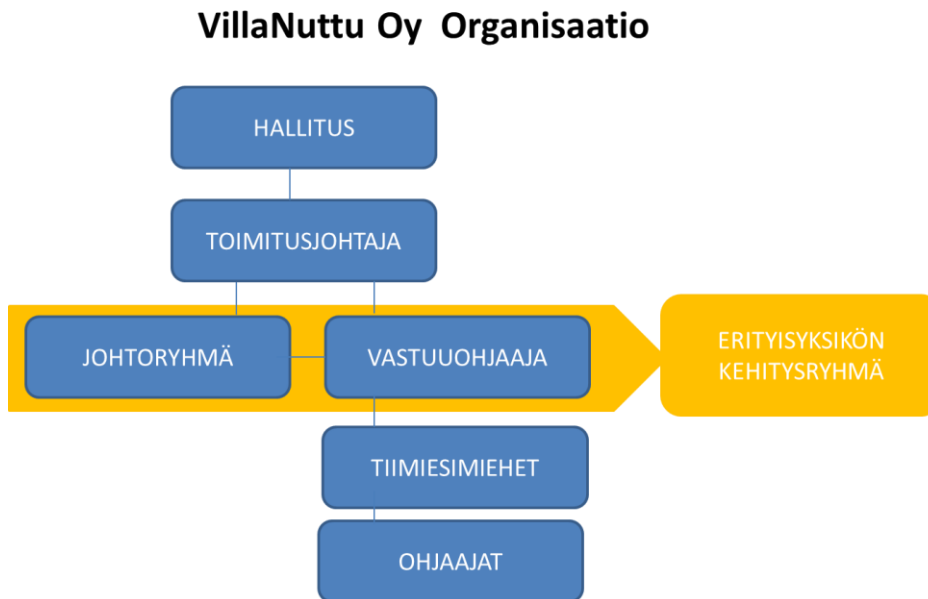 VillaNuttu Oy Organisaatio
HALLITUS
TOIMITUSJOHTAJA
JOHTORYHMÄ
VASTUUOHJAAJA
ERITYISYKSIKÖN
KEHITYSRYHMÄ
TIIMIESIMIEHET
OHJAAJAT